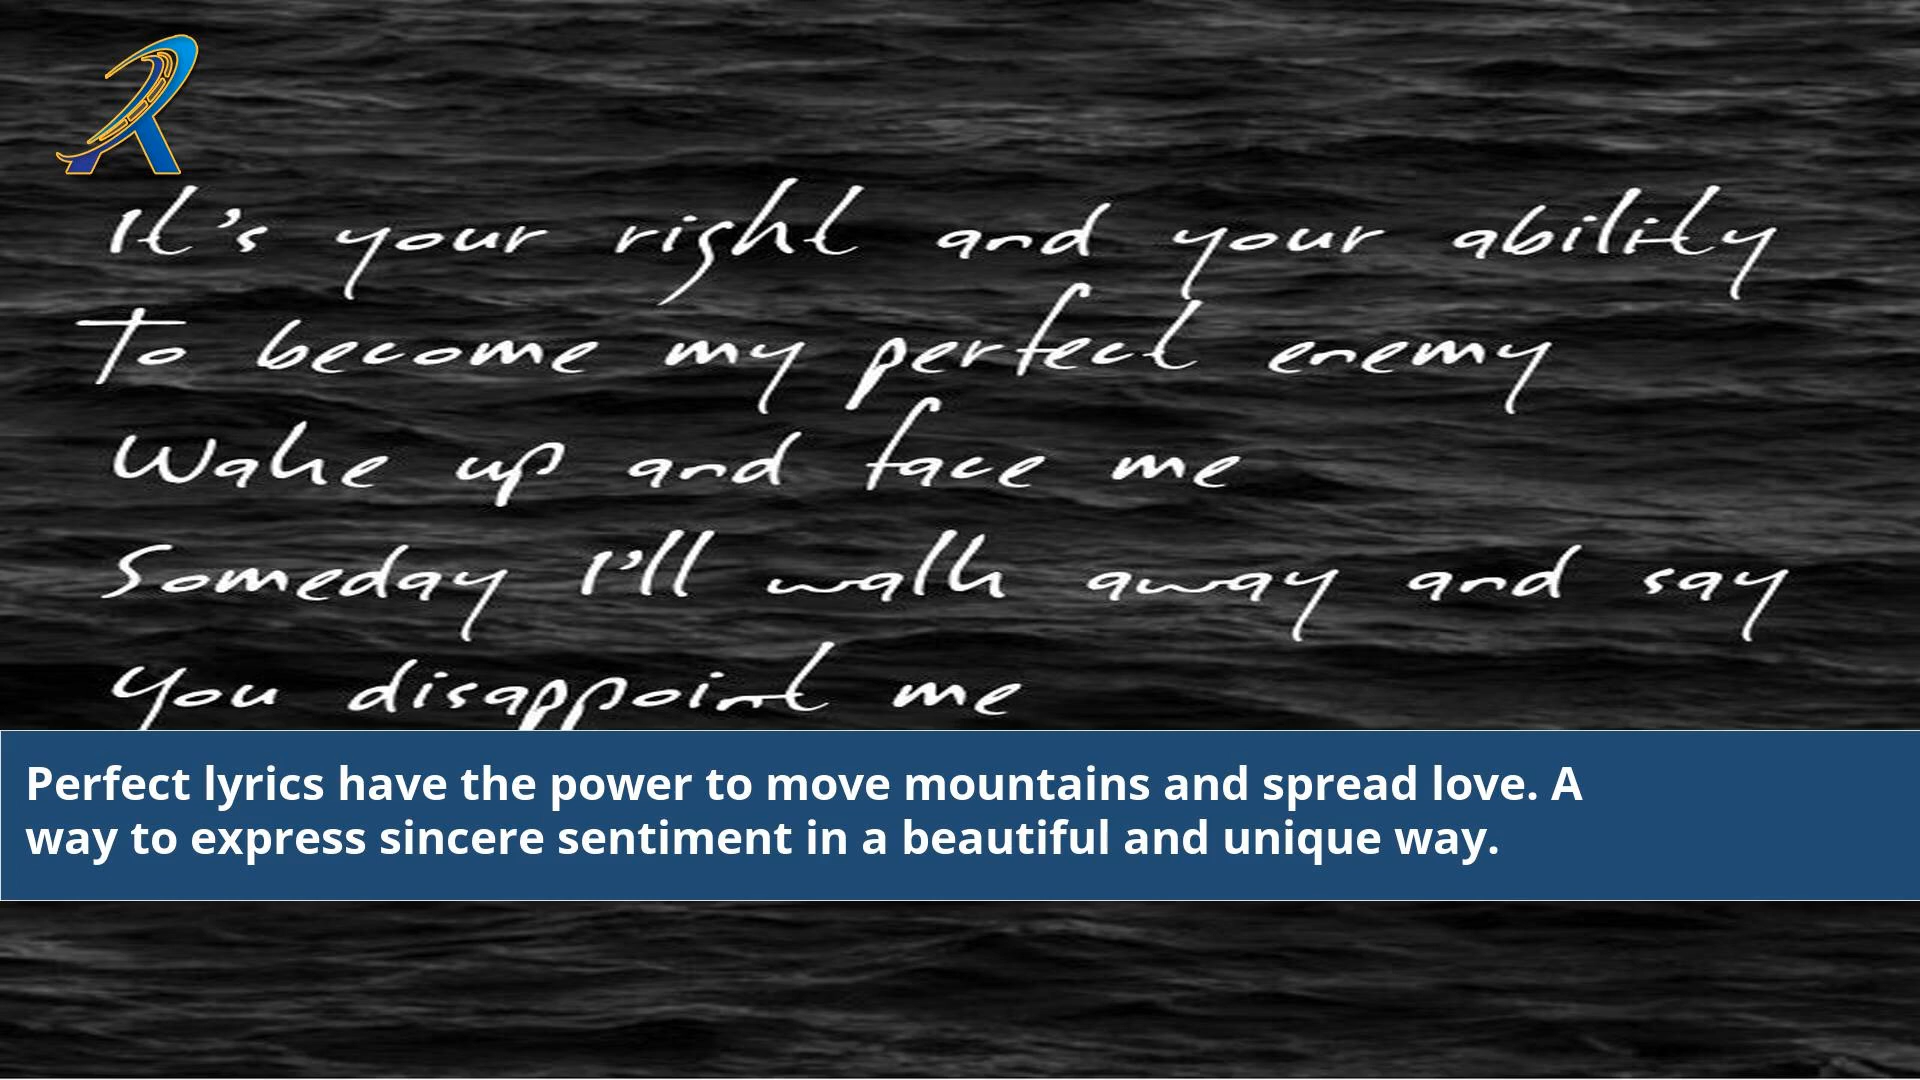 It's your right and your ability
To become my perfect enemy
Wake up and face me
Someday I'll walk away and say
You disappoint me
Perfect lyrics have the power to move mountains and spread love. A
way to express sincere sentiment in a beautiful and unique way.